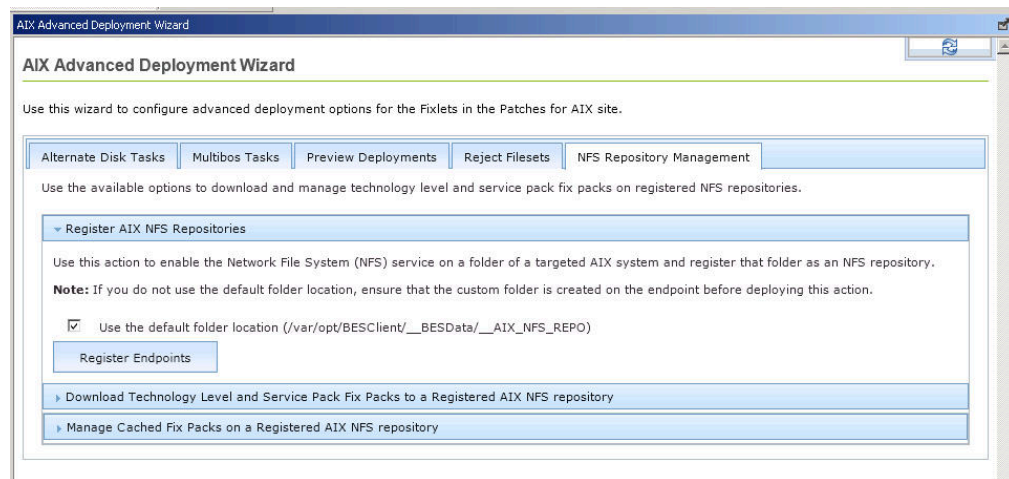 AIX Advanced Deployment Wizard
AIX Advanced Deployment Wizard
Use this wizard to configure advanced deployment options for the Fixlets in the Patches for AIX site.
Alternate Disk Tasks Multibos Tasks Preview Deployments Reject Filesets NFS Repository Management
Use the available options to download and manage technology level and service pack fix packs on registered NFS repositories.
Register AIX NFS Repositories
Use this action to enable the Network File System (NFS) service on a folder of a targeted AIX system and register that folder as an NFS repository.
Note: If you do not use the default folder location, ensure that the custom folder is created on the endpoint before deploying this action.
Use the default folder location (/var/opt/BESClient/__BESData/__AIX_NFS_REPO)
Register Endpoints
Download Technology Level and Service Pack Fix Packs to a Registered AIX NFS repository
Manage Cached Fix Packs on a Registered AIX NFS repository